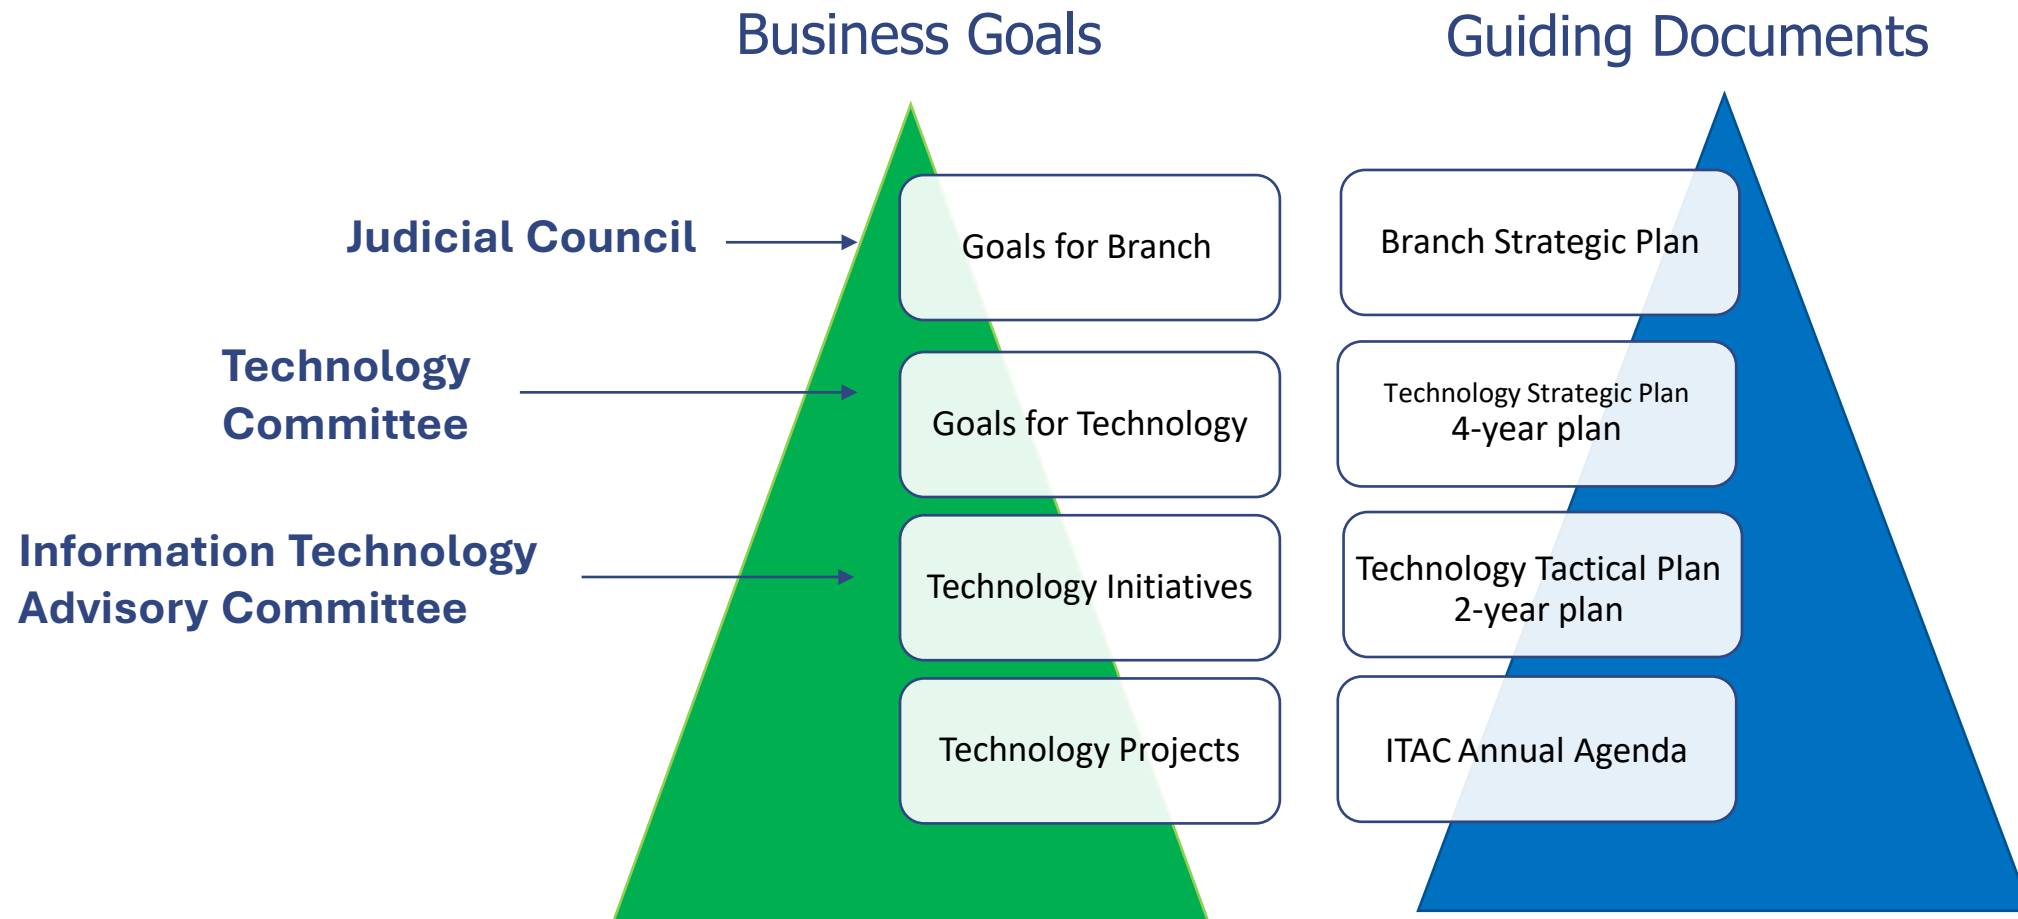 Business Goals
Guiding Documents
Judicial Council
Goals for Branch
Branch Strategic Plan
Technology
Committee
Goals for Technology
Technology Strategic Plan
4-year plan
Information Technology
Advisory Committee
Technology Initiatives
Technology Tactical Plan
2-year plan
Technology Projects
ITAC Annual Agenda